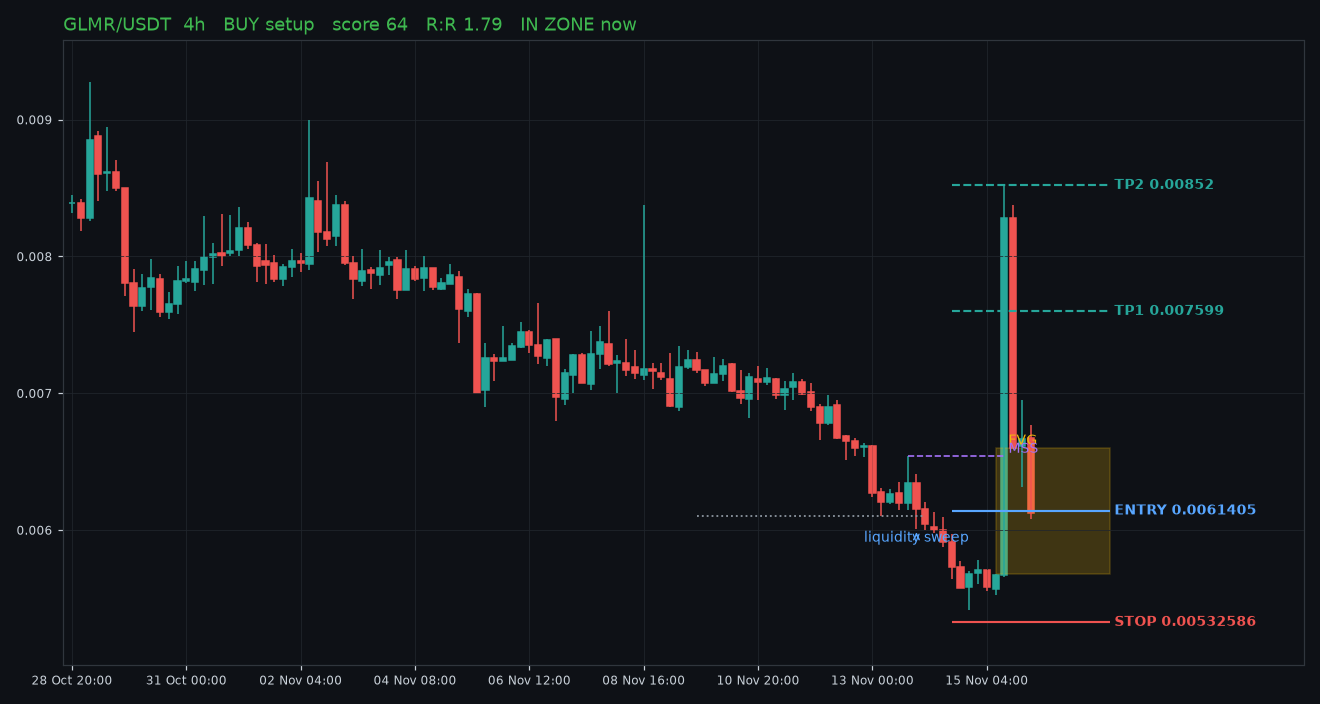 GLMR/USDT 4h BUY setup score 64 R:R 1.79 IN ZONE now
0.009
0.008
0.007
0.006
TP2 0.00852
TP1 0.007599
FVG
MSS
ENTRY 0.0061405
liquidity sweep
STOP 0.00532586
28 Oct 20:00
31 Oct 00:00
02 Nov 04:00
04 Nov 08:00
06 Nov 12:00
08 Nov 16:00
10 Nov 20:00
13 Nov 00:00
15 Nov 04:00